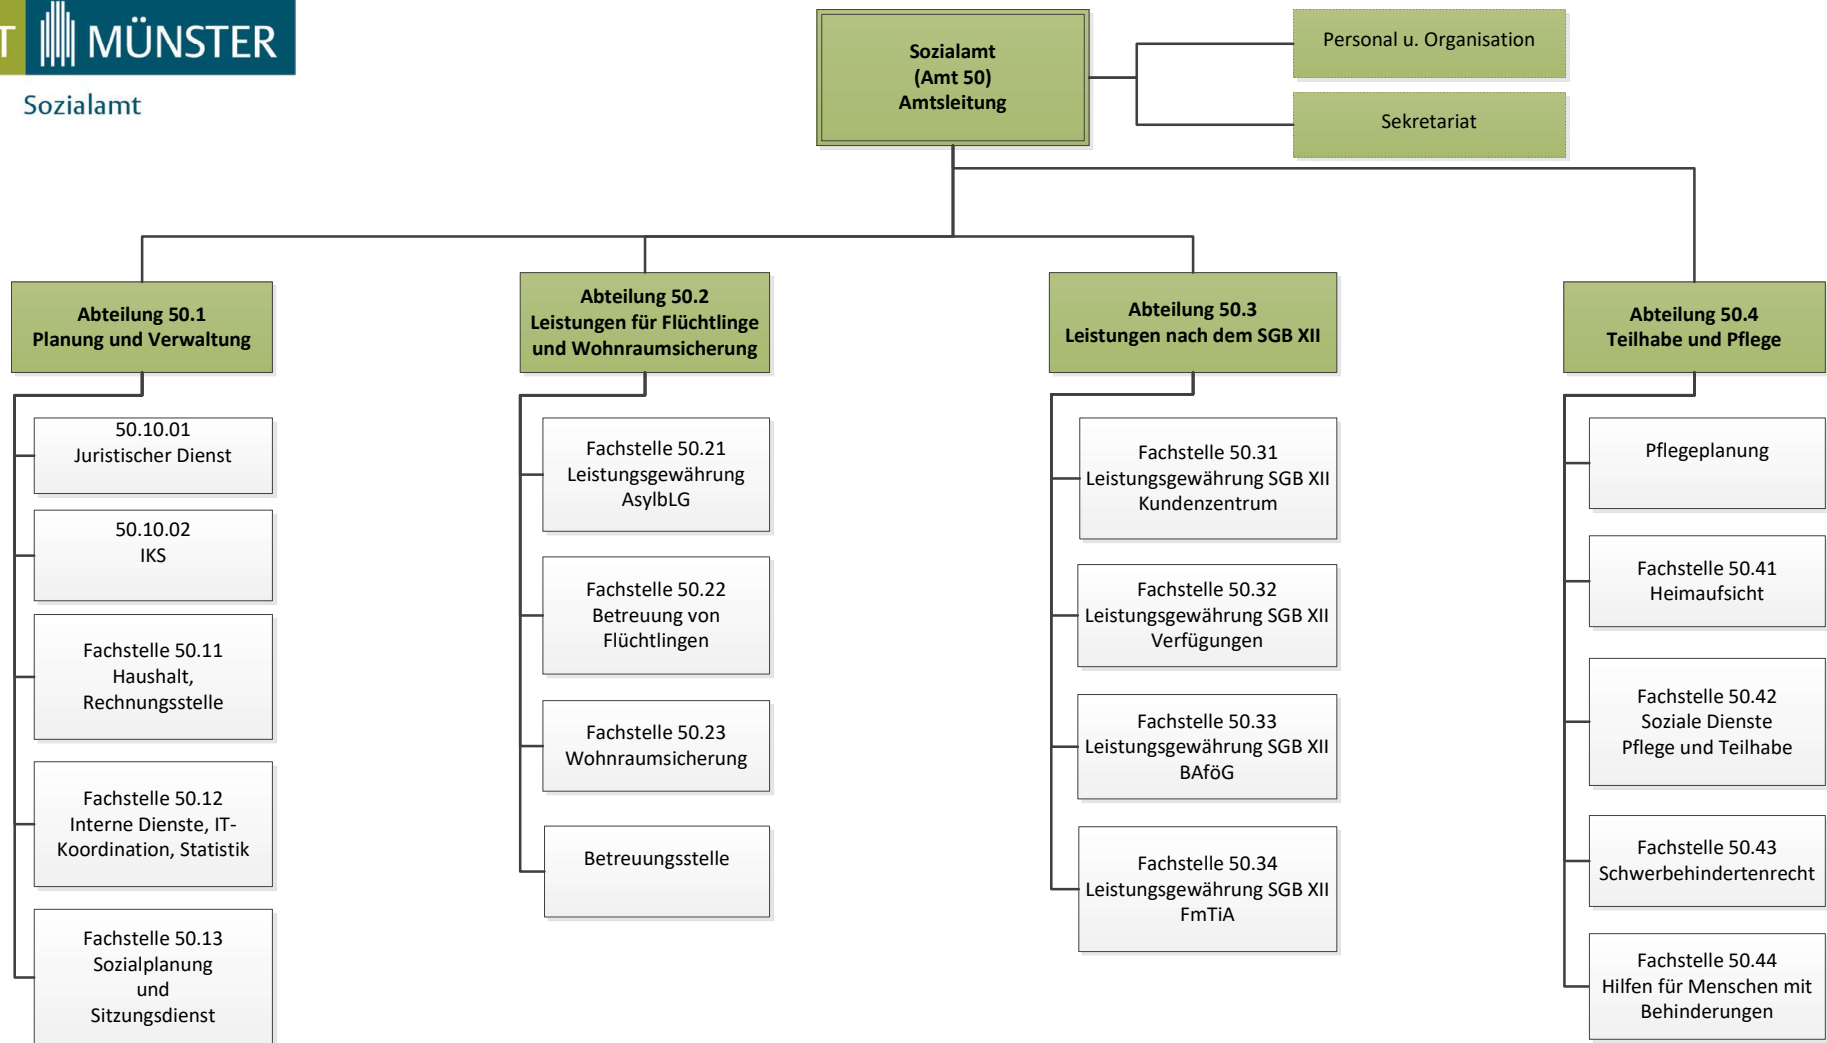 T MÜNSTER
Sozialamt
Sozialamt
(Amt 50)
Amtsleitung
Personal u. Organisation
Sekretariat
Abteilung 50.1
Planung und Verwaltung
50.10.01
Juristischer Dienst
50.10.02
IKS
Fachstelle 50.11
Haushalt,
Rechnungsstelle
Fachstelle 50.12
Interne Dienste, IT-
Koordination, Statistik
Fachstelle 50.13
Sozialplanung
und
Sitzungsdienst
Abteilung 50.2
Leistungen für Flüchtlinge
und Wohnraumsicherung
Fachstelle 50.21
Leistungsgewährung
AsylbLG
Fachstelle 50.22
Betreuung von
Flüchtlingen
Fachstelle 50.23
Wohnraumsicherung
Betreuungsstelle
Abteilung 50.3
Leistungen nach dem SGB XII
Fachstelle 50.31
Leistungsgewährung SGB XII
Kundenzentrum
Fachstelle 50.32
Leistungsgewährung SGB XII
Verfügungen
Fachstelle 50.33
Leistungsgewährung SGB XII
BAföG
Fachstelle 50.34
Leistungsgewährung SGB XII
FmTiA
Abteilung 50.4
Teilhabe und Pflege
Pflegeplanung
Fachstelle 50.41
Heimaufsicht
Fachstelle 50.42
Soziale Dienste
Pflege und Teilhabe
Fachstelle 50.43
Schwerbehindertenrecht
Fachstelle 50.44
Hilfen für Menschen mit
Behinderungen